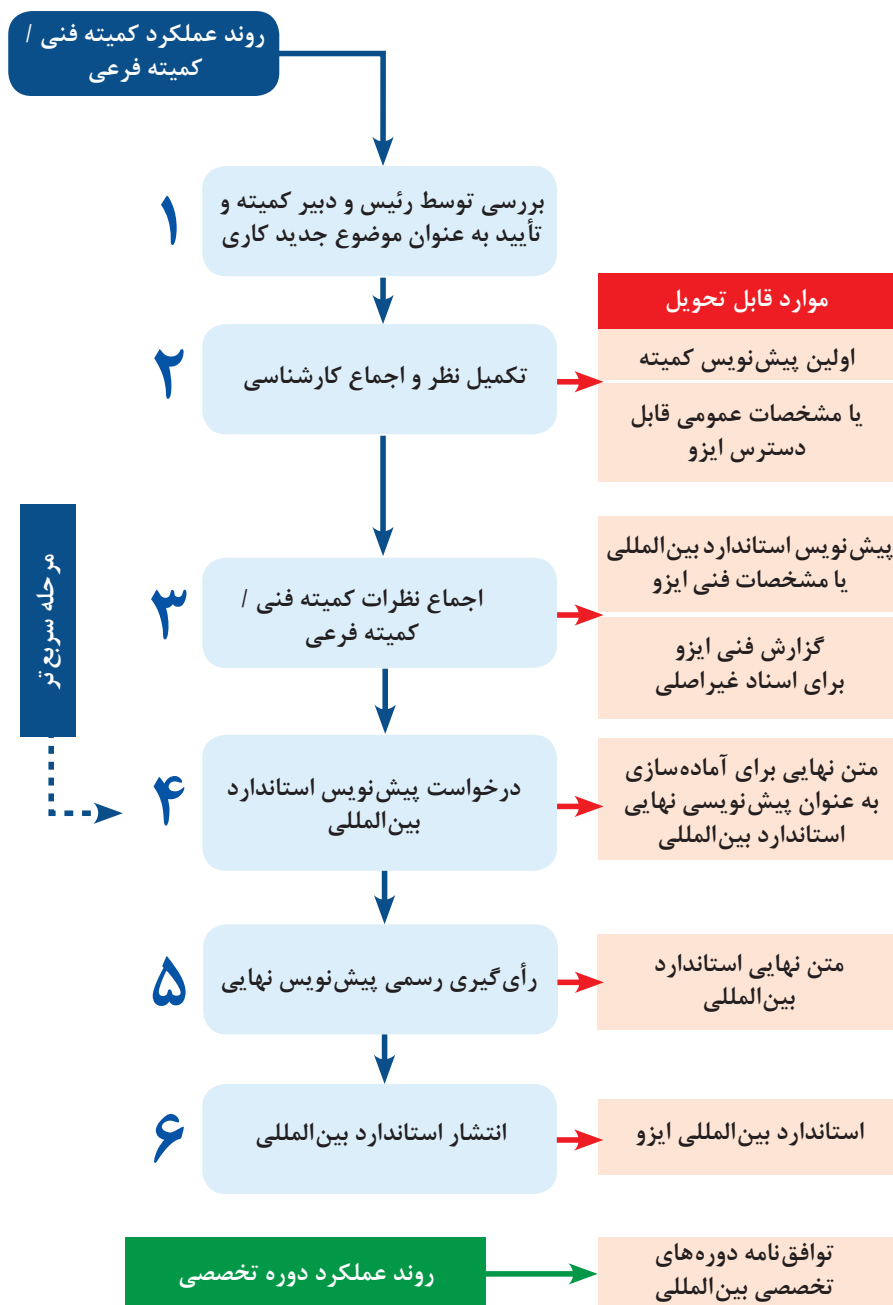 روند عملکرد کمیته فنی /
کمیته فرعی
۱
بررسی توسط رئیس و دبیر کمیته و
تأیید به عنوان موضوع جدید کاری
موارد قابل تحویل
۲
تکمیل نظر و اجماع کارشناسی
اولین پیش‌نویس کمیته
یا مشخصات عمومی قابل
دسترس ایزو
مرحله سریع‌تر
۳
اجماع نظرات کمیته فنی /
کمیته فرعی
پیش‌نویس استاندارد بین‌المللی
یا مشخصات فنی ایزو
گزارش فنی ایزو
برای اسناد غیراصلی
۴
درخواست پیش‌نویس استاندارد
بین‌المللی
متن نهایی برای آماده‌سازی
به عنوان پیش‌نویسی نهایی
استاندارد بین‌المللی
۵
رأی‌گیری رسمی پیش‌نویس نهایی
متن نهایی استاندارد
بین‌المللی
۶
انتشار استاندارد بین‌المللی
استاندارد بین‌المللی ایزو
روند عملکرد دوره تخصصی
توافق‌نامه دوره‌های
تخصصی بین‌المللی